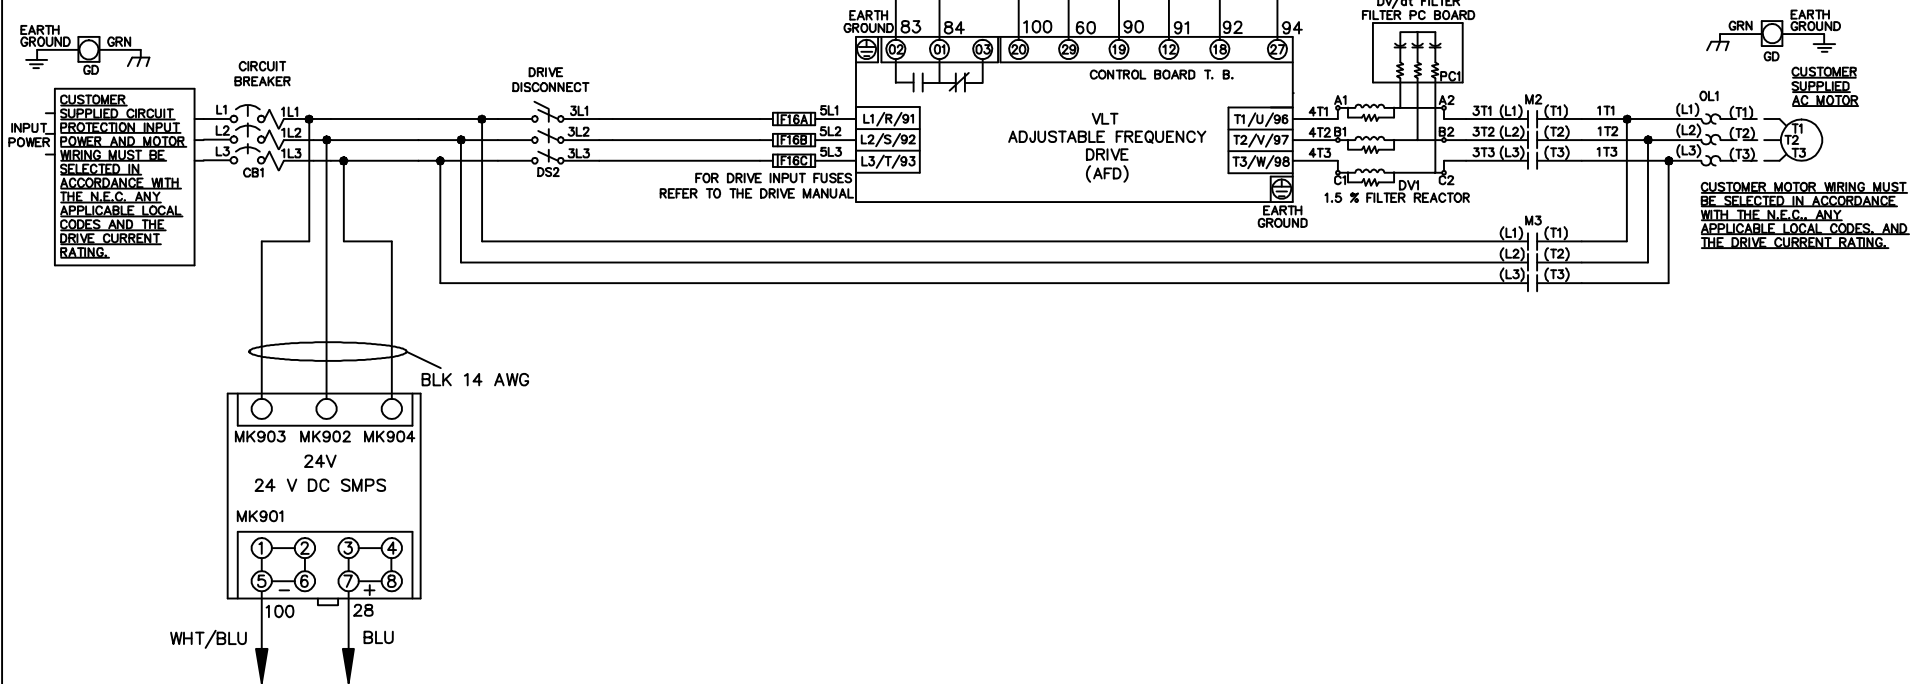 EARTH
GROUND
GRN
GD
INPUT
POWER
CUSTOMER
SUPPLIED CIRCUIT
PROTECTION INPUT
POWER AND MOTOR
WIRING MUST BE
SELECTED IN
ACCORDANCE WITH
THE N.E.C. ANY
APPLICABLE LOCAL
CODES AND THE
DRIVE CURRENT
RATING.
CIRCUIT
BREAKER
L1
L2
L3
1L1
1L2
1L3
CB1
DRIVE
DISCONNECT
3L1
3L2
3L3
DS2
F16A
F16B
F16C
5L1
5L2
5L3
FOR DRIVE INPUT FUSES
REFER TO THE DRIVE MANUAL
EARTH
GROUND
83
84
100
60
90
91
92
94
02
01
03
20
29
19
12
18
27
CONTROL BOARD T. B.
L1/R/91
L2/S/92
L3/T/93
VLT
ADJUSTABLE FREQUENCY
DRIVE
(AFD)
T1/U/96
T2/V/97
T3/W/98
EARTH
GROUND
DV/dt FILTER
FILTER PC BOARD
PC1
4T1
4T2
4T3
A1
B1
C1
A2
B2
C2
DV1
1.5 % FILTER REACTOR
M2
3T1 (L1) (T1) 1T1
3T2 (L2) (T2) 1T2
3T3 (L3) (T3) 1T3
M3
(L1) (T1)
(L2) (T2)
(L3) (T3)
OL1
(L1) (T1)
(L2) (T2)
(L3) (T3)
T1
T2
T3
GRN
EARTH
GROUND
GD
CUSTOMER
SUPPLIED
AC MOTOR
CUSTOMER MOTOR WIRING MUST
BE SELECTED IN ACCORDANCE
WITH THE N.E.C., ANY
APPLICABLE LOCAL CODES, AND
THE DRIVE CURRENT RATING.
BLK 14 AWG
MK903 MK902 MK904
24V
24 V DC SMPS
MK901
1 2 3 4
5 6 7 8
- +
100
28
WHT/BLU
BLU